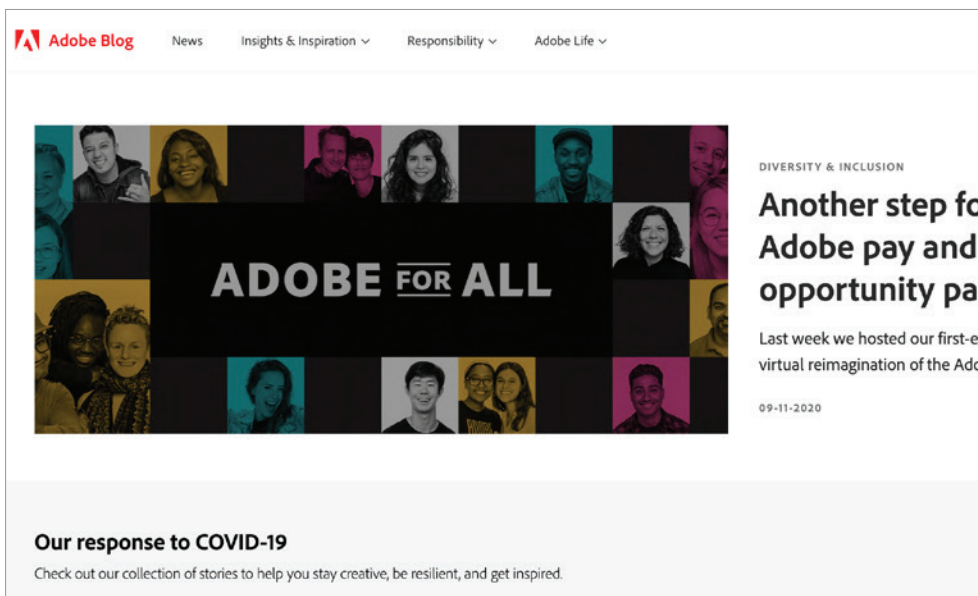 Adobe Blog News Insights & Inspiration Responsibility Adobe Life
ADOBE FOR ALL
DIVERSITY & INCLUSION
Another step fo
Adobe pay and
opportunity pa
Last week we hosted our first-e
virtual reimagination of the Ado
09-11-2020
Our response to COVID-19
Check out our collection of stories to help you stay creative, be resilient, and get inspired.